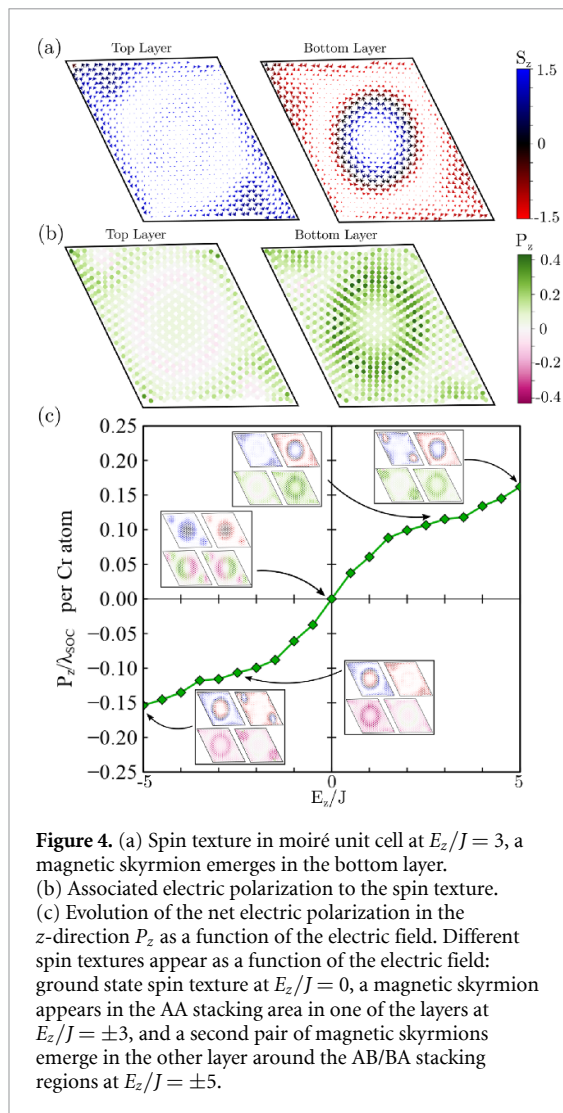 (a)
Top Layer
Bottom Layer
S_z
1.5
0
-1.5
(b)
Top Layer
Bottom Layer
P_z
0.4
0.2
0
-0.2
-0.4
(c)
0.25
0.20
0.15
0.10
0.05
0.00
−0.05
−0.10
−0.15
−0.20
−0.25
P_z/λ_SOC per Cr atom
-5
0
5
E_z/J
Figure 4. (a) Spin texture in moiré unit cell at E_z/J = 3, a
magnetic skyrmion emerges in the bottom layer.
(b) Associated electric polarization to the spin texture.
(c) Evolution of the net electric polarization in the
z-direction P_z as a function of the electric field. Different
spin textures appear as a function of the electric field:
ground state spin texture at E_z/J = 0, a magnetic skyrmion
appears in the AA stacking area in one of the layers at
E_z/J = ±3, and a second pair of magnetic skyrmions
emerge in the other layer around the AB/BA stacking
regions at E_z/J = ±5.